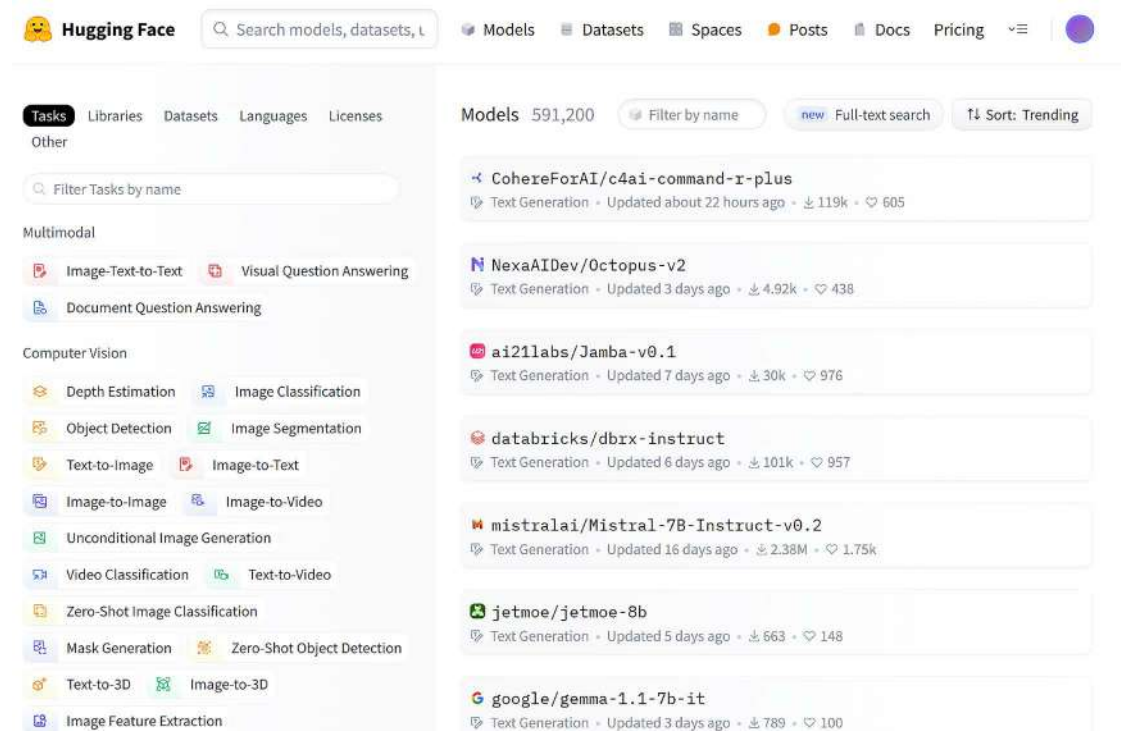 Hugging Face
Search models, datasets, u
Models
Datasets
Spaces
Posts
Docs
Pricing
Tasks
Libraries
Datasets
Languages
Licenses
Other
Filter Tasks by name
Multimodal
Image-Text-to-Text
Visual Question Answering
Document Question Answering
Computer Vision
Depth Estimation
Image Classification
Object Detection
Image Segmentation
Text-to-Image
Image-to-Text
Image-to-Image
Image-to-Video
Unconditional Image Generation
Video Classification
Text-to-Video
Zero-Shot Image Classification
Mask Generation
Zero-Shot Object Detection
Text-to-3D
Image-to-3D
Image Feature Extraction
Models 591,200
Filter by name
new Full-text search
Sort: Trending
CohereForAI/c4ai-command-r-plus
Text Generation • Updated about 22 hours ago • 119k • 605
NexaAIDev/Octopus-v2
Text Generation • Updated 3 days ago • 4.92k • 438
ai21labs/Jamba-v0.1
Text Generation • Updated 7 days ago • 30k • 976
databricks/dbrx-instruct
Text Generation • Updated 6 days ago • 101k • 957
mistralai/Mistral-7B-Instruct-v0.2
Text Generation • Updated 16 days ago • 2.38M • 1.75k
jetmoe/jetmoe-8b
Text Generation • Updated 5 days ago • 663 • 148
google/gemma-1.1-7b-it
Text Generation • Updated 3 days ago • 789 • 100